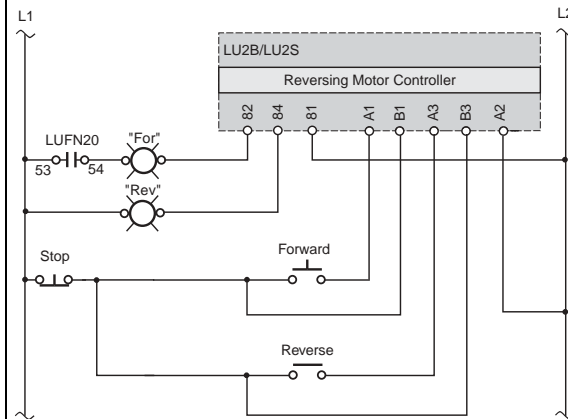 L1
L2
LU2B/LU2S
Reversing Motor Controller
82 84 81 A1 B1 A3 B3 A2
LUFN20 "For"
53 54
"Rev"
Stop
Forward
Reverse